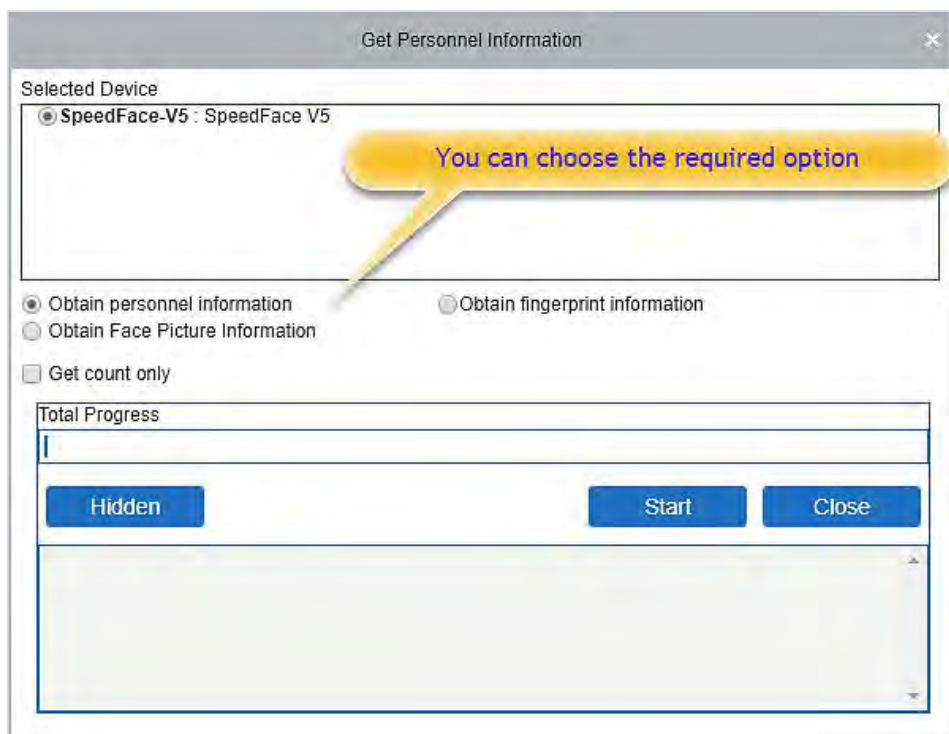 Get Personnel Information
Selected Device
SpeedFace-V5 : SpeedFace V5
You can choose the required option
Obtain personnel information
Obtain fingerprint information
Obtain Face Picture Information
Get count only
Total Progress
Hidden
Start
Close